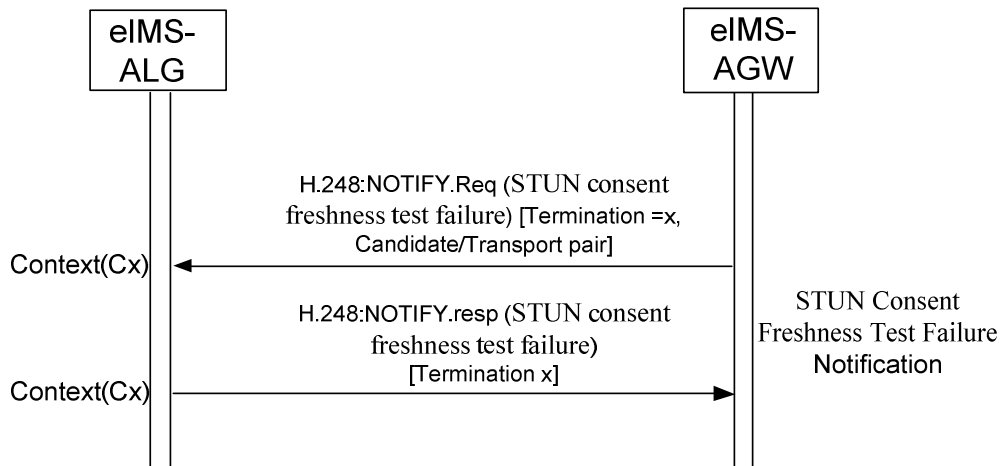 eIMS-
ALG
eIMS-
AGW
H.248:NOTIFY.Req (STUN consent
freshness test failure) [Termination =x,
Candidate/Transport pair]
Context(Cx)
H.248:NOTIFY.resp (STUN consent
freshness test failure)
[Termination x]
Context(Cx)
STUN Consent
Freshness Test Failure
Notification